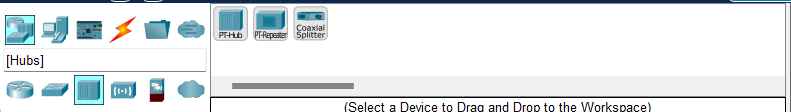 PT-Hub
PT-Repeater
Coaxial
Splitter
[Hubs]
(Select a Device to Drag and Drop to the Workspace)